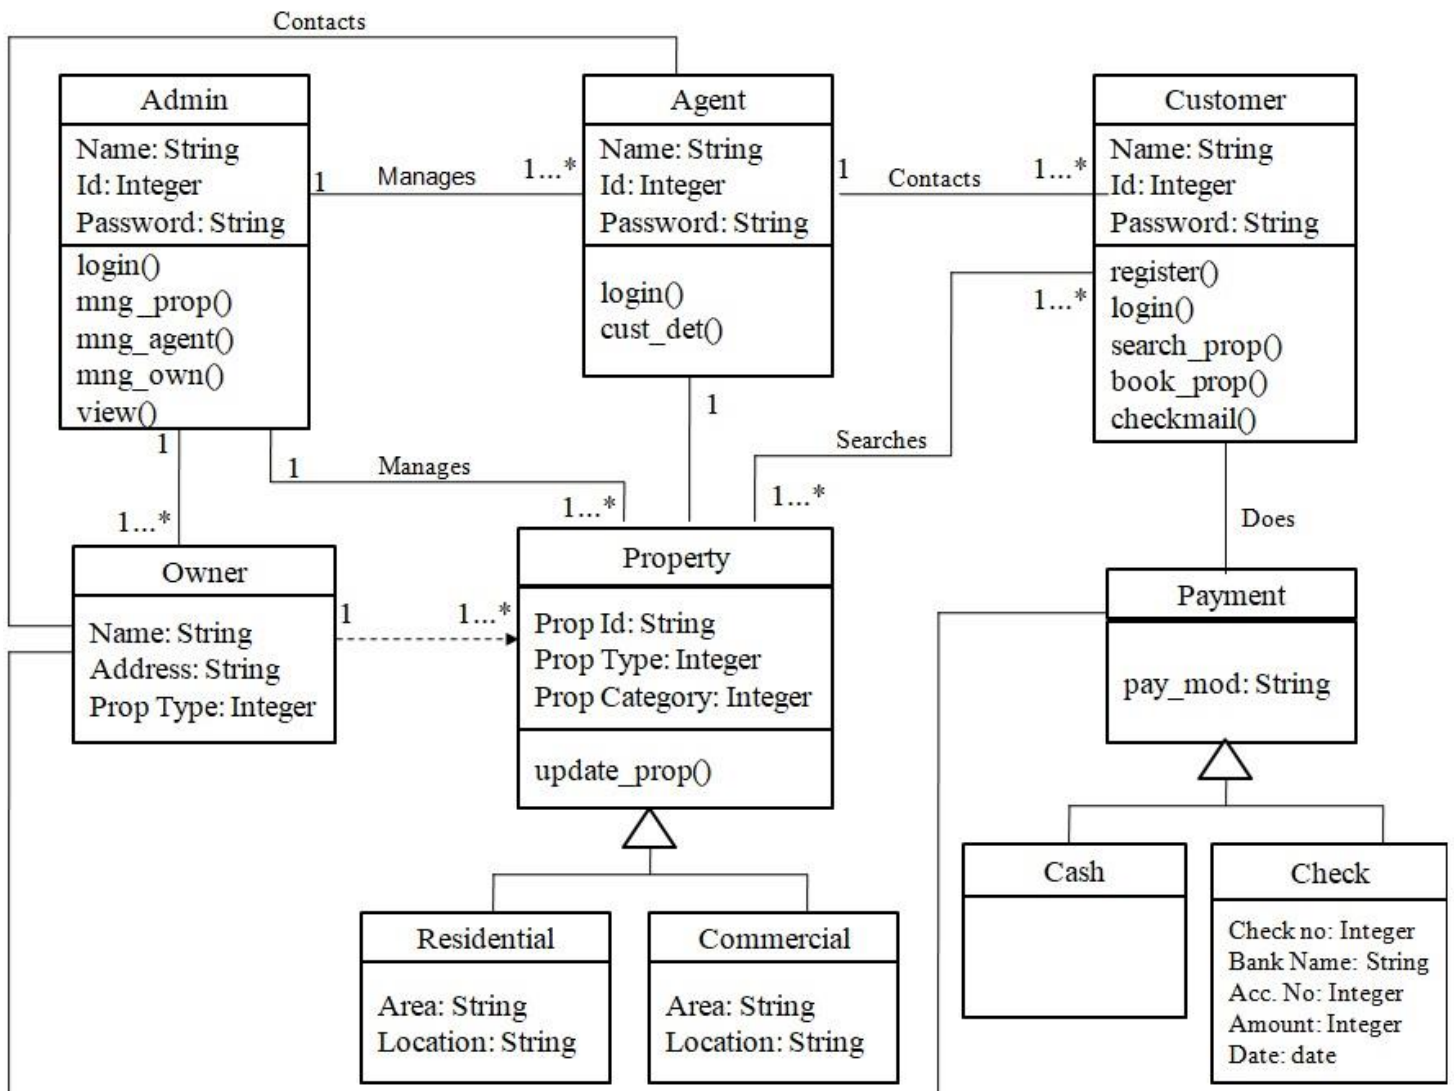 Contacts
Admin
Name: String
Id: Integer
Password: String
login()
mng_prop()
mng_agent()
mng_own()
view()
1
Manages
1...*
Agent
Name: String
Id: Integer
Password: String
login()
cust_det()
1
Contacts
1...*
Customer
Name: String
Id: Integer
Password: String
register()
login()
search_prop()
book_prop()
checkmail()
1...*
1
Searches
1
1
Manages
1...*
1...*
1...*
Does
Owner
Name: String
Address: String
Prop Type: Integer
1
1...*
Property
Prop Id: String
Prop Type: Integer
Prop Category: Integer
update_prop()
Payment
pay_mod: String
Residential
Area: String
Location: String
Commercial
Area: String
Location: String
Cash
Check
Check no: Integer
Bank Name: String
Acc. No: Integer
Amount: Integer
Date: date